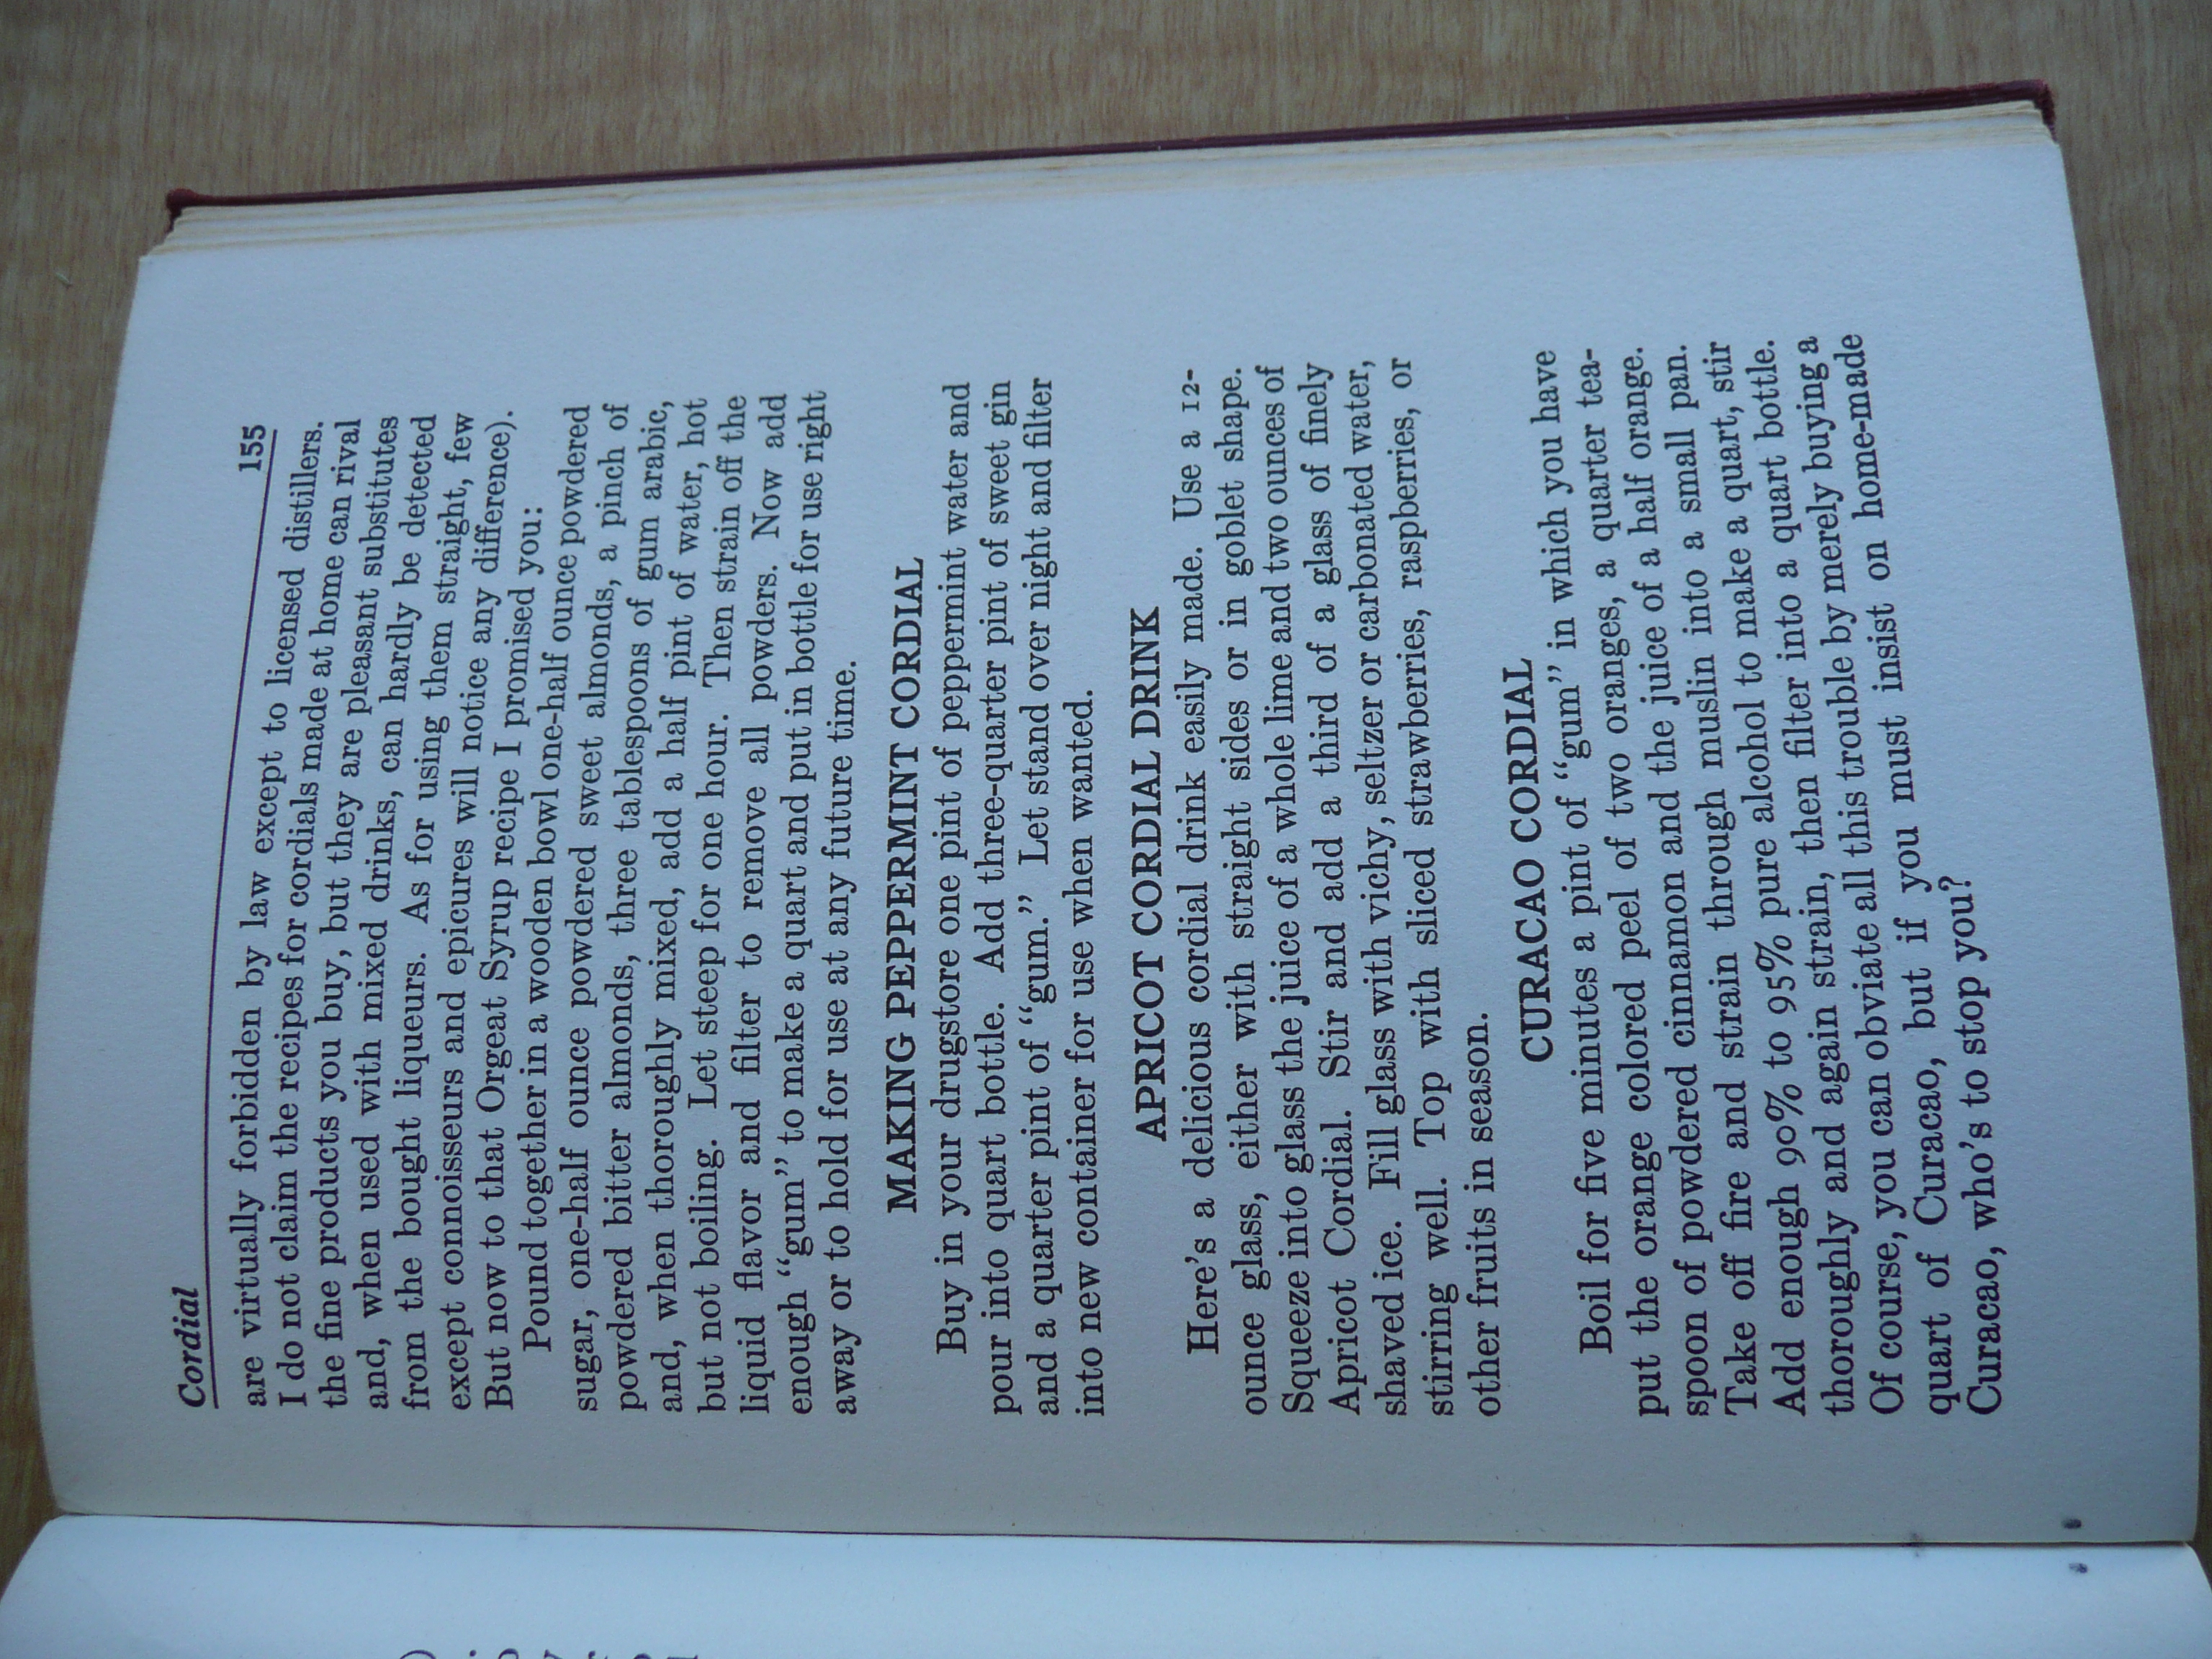 Cordial 155
are virtually forbidden by law except to licensed distillers.
I do not claim the recipes for cordials made at home can rival
the fine products you buy, but they are pleasant substitutes
and, when used with mixed drinks, can hardly be detected
from the bought liqueurs. As for using them straight, few
except connoisseurs and epicures will notice any difference).
But now to that Orgeat Syrup recipe I promised you:
Pound together in a wooden bowl one-half ounce powdered
sugar, one-half ounce powdered sweet almonds, a pinch of
powdered bitter almonds, three tablespoons of gum arabic,
and, when thoroughly mixed, add a half pint of water, hot
but not boiling. Let steep for one hour. Then strain off the
liquid flavor and filter to remove all powders. Now add
enough “gum” to make a quart and put in bottle for use right
away or to hold for use at any future time.
MAKING PEPPERMINT CORDIAL
Buy in your drugstore one pint of peppermint water and
pour into quart bottle. Add three-quarter pint of sweet gin
and a quarter pint of “gum.” Let stand over night and filter
into new container for use when wanted.
APRICOT CORDIAL DRINK
Here’s a delicious cordial drink easily made. Use a 12-
ounce glass, either with straight sides or in goblet shape.
Squeeze into glass the juice of a whole lime and two ounces of
Apricot Cordial. Stir and add a third of a glass of finely
shaved ice. Fill glass with vichy, seltzer or carbonated water,
stirring well. Top with sliced strawberries, raspberries, or
other fruits in season.
CURACAO CORDIAL
Boil for five minutes a pint of “gum” in which you have
put the orange colored peel of two oranges, a quarter tea-
spoon of powdered cinnamon and the juice of a half orange.
Take off fire and strain through muslin into a small pan.
Add enough 90% to 95% pure alcohol to make a quart, stir
thoroughly and again strain, then filter into a quart bottle.
Of course, you can obviate all this trouble by merely buying a
quart of Curacao, but if you must insist on home-made
Curacao, who’s to stop you?